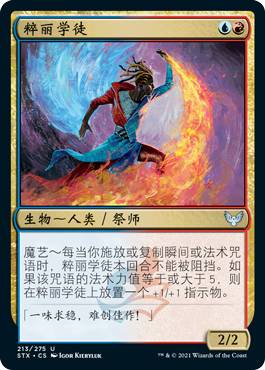 粹丽学徒
生物～人类／祭师
魔艺～每当你施放或复制瞬间或法术咒
语时，粹丽学徒本回合不能被阻挡。如
果该咒语的法术力值等于或大于5，则
在粹丽学徒上放置一个+1/+1指示物。
「一味求稳，难创佳作！」
2/2
213/275 U
STX • CS Igor Kieryluk
™ & © 2021 Wizards of the Coast